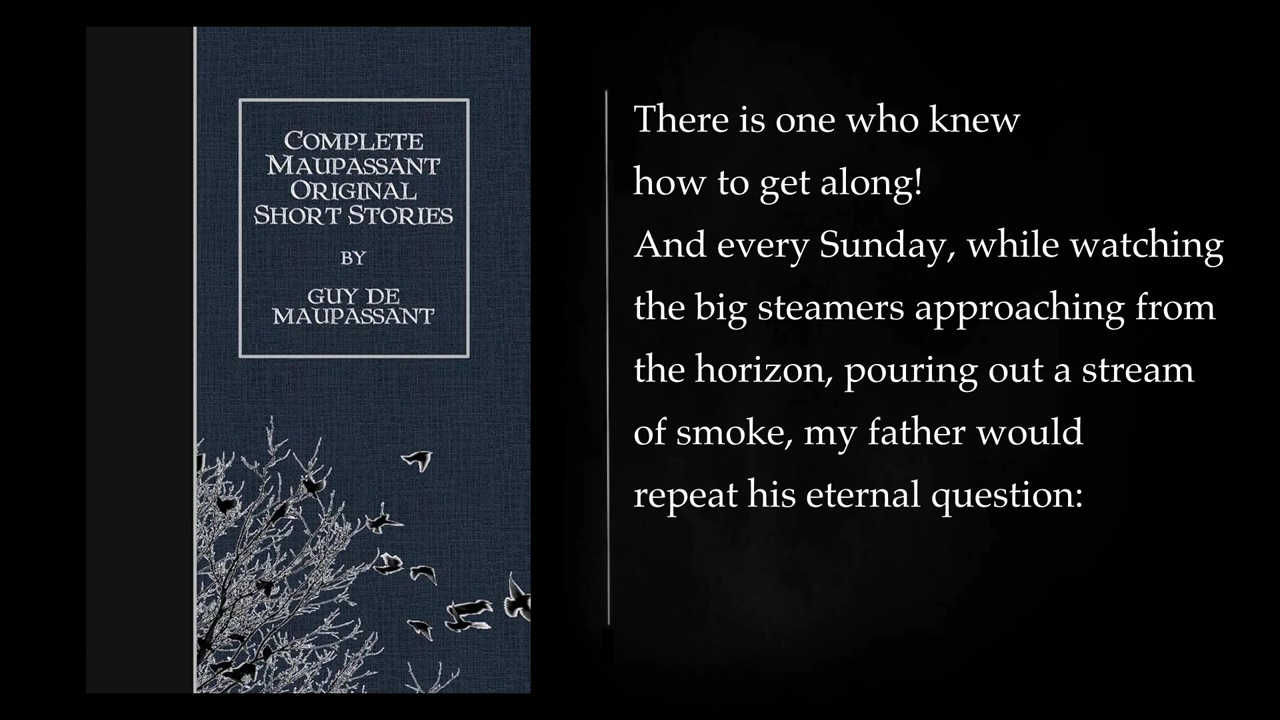 COMPLETE
MAUPASSANT
ORIGINAL
SHORT STORIES
BY
GUY DE
MAUPASSANT
There is one who knew
how to get along!
And every Sunday, while watching
the big steamers approaching from
the horizon, pouring out a stream
of smoke, my father would
repeat his eternal question: